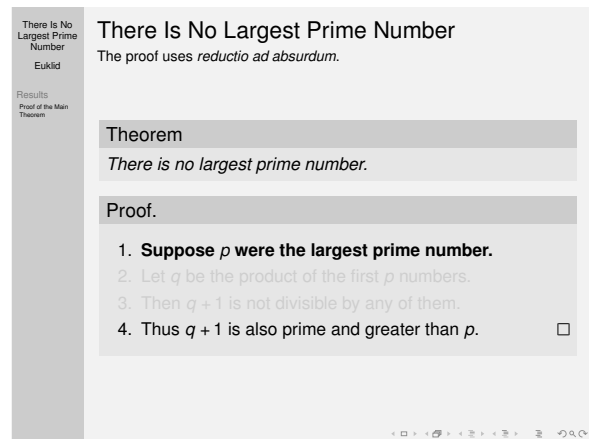 There Is No
Largest Prime
Number
Euklid
Results
Proof of the Main
Theorem
There Is No Largest Prime Number
The proof uses reductio ad absurdum.
Theorem
There is no largest prime number.
Proof.
1. Suppose p were the largest prime number.
2. Let q be the product of the first p numbers.
3. Then q + 1 is not divisible by any of them.
4. Thus q + 1 is also prime and greater than p. □